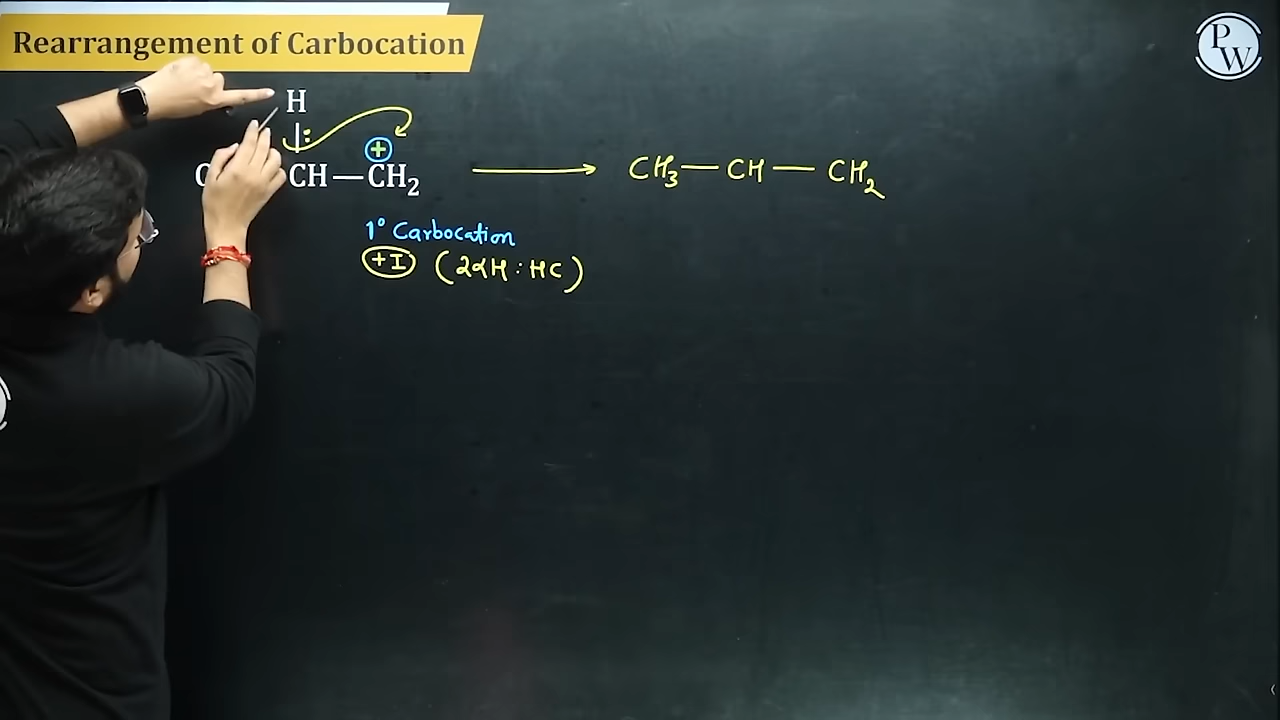 Rearrangement of Carbocation
PW
H
C CH—CH₂ ⊕ ⟶ CH₃—CH—CH₂
1° Carbocation
+I (2αH : HC)